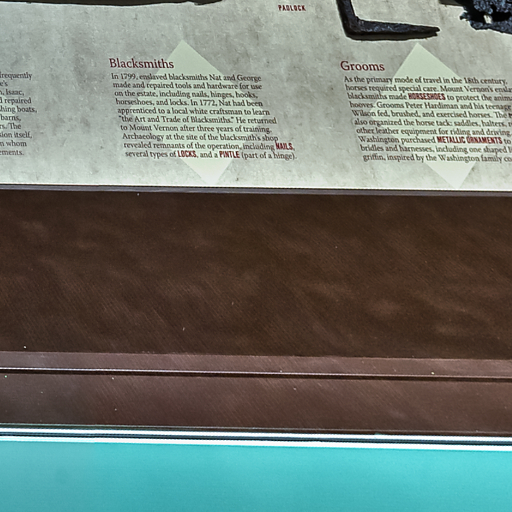 PADLOCK
frequently
e's
, Isaac,
d repaired
hing boats,
barns,
rs. The
sion itself,
n whom
ements.
Blacksmiths
In 1799, enslaved blacksmiths Nat and George
made and repaired tools and hardware for use
on the estate, including nails, hinges, hooks,
horseshoes, and locks. In 1772, Nat had been
apprenticed to a local white craftsman to learn
"the Art and Trade of Blacksmith." He returned
to Mount Vernon after three years of training.
Archaeology at the site of the blacksmith's shop
revealed remnants of the operation, including NAILS,
several types of LOCKS, and a PINTLE (part of a hinge).
Grooms
As the primary mode of travel in the 18th century,
horses required special care. Mount Vernon's ensla
blacksmiths made HORSESHOES to protect the anim
hooves. Grooms Peter Hardiman and his teenage
Wilson fed, brushed, and exercised horses. The
also organized the horse tack: saddles, halters,
other leather equipment for riding and driving.
Washington purchased METALLIC ORNAMENTS to
bridles and harnesses, including one shaped
griffin, inspired by the Washington family co